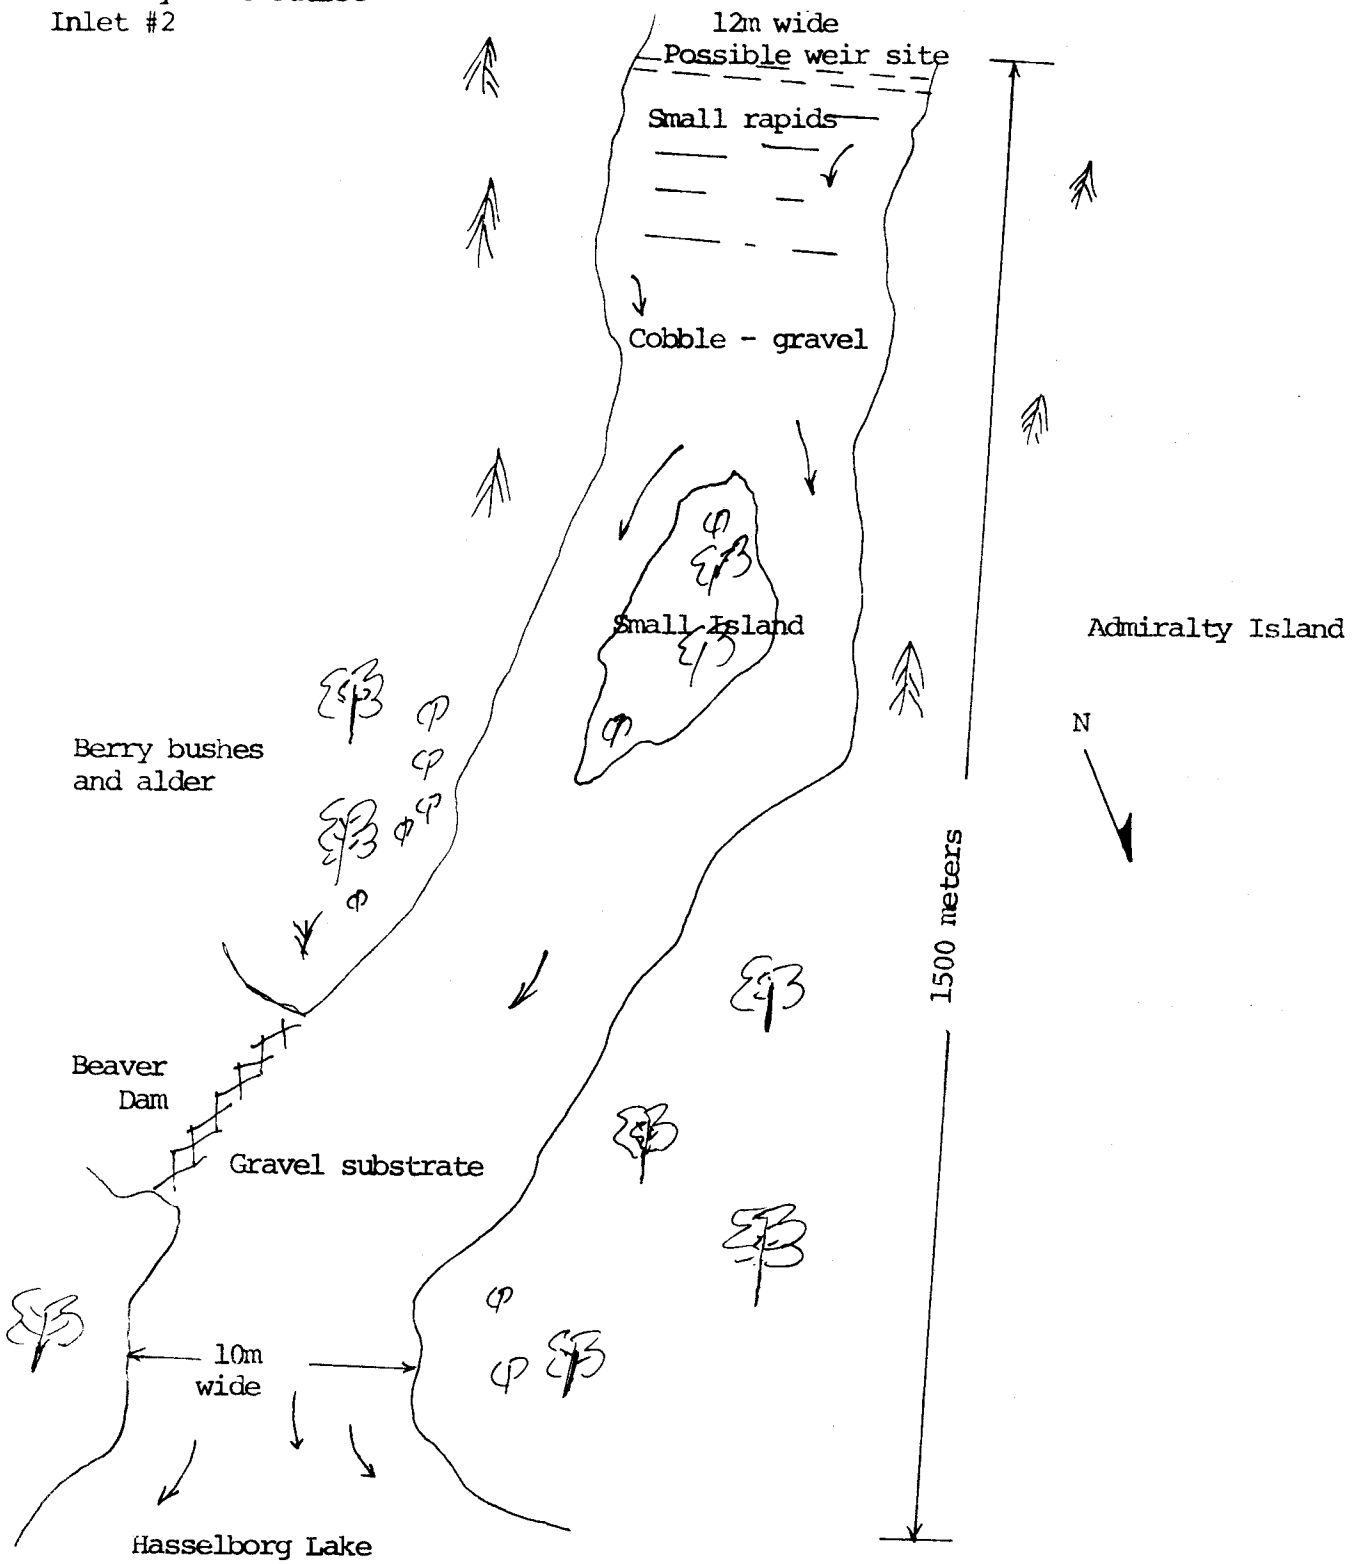 Inlet #2
12m wide
Possible weir site
Small rapids
Cobble - gravel
Small Island
Admiralty Island
N
Berry bushes
and alder
1500 meters
Beaver
Dam
Gravel substrate
10m
wide
Hasselborg Lake